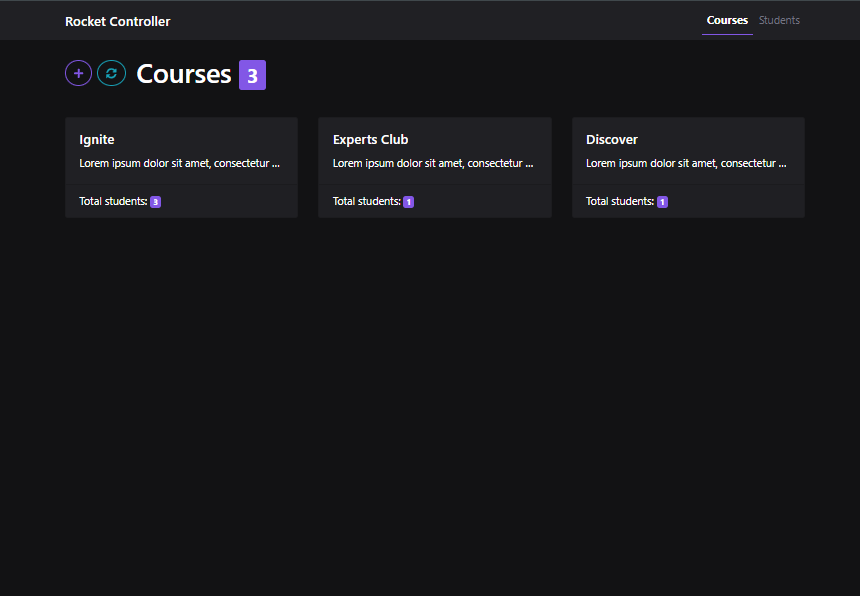 Rocket Controller
Courses Students
Courses 3
Ignite
Lorem ipsum dolor sit amet, consectetur ...
Total students: 3
Experts Club
Lorem ipsum dolor sit amet, consectetur ...
Total students: 1
Discover
Lorem ipsum dolor sit amet, consectetur ...
Total students: 1